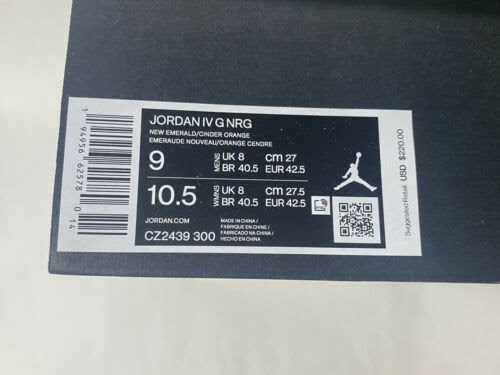 JORDAN IV G NRG
NEW EMERALD/CINDER ORANGE
EMERAUDE NOUVEAU/ORANGE CENDRE
9 MENS UK 8 cm 27
BR 40.5 EUR 42.5
10.5 WMNS UK 8 cm 27.5
BR 40.5 EUR 42.5
JORDAN.COM
CZ2439 300
MADE IN CHINA /
FABRIQUE EN CHINE /
FABRICADO NA CHINA /
HECHO EN CHINA
1 94956 62578 0 14
Suggested Retail USD $220.00